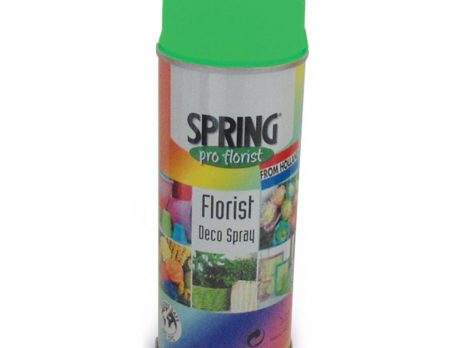 SPRING®
pro florist
FROM HOLLAND
Florist
Deco Spray